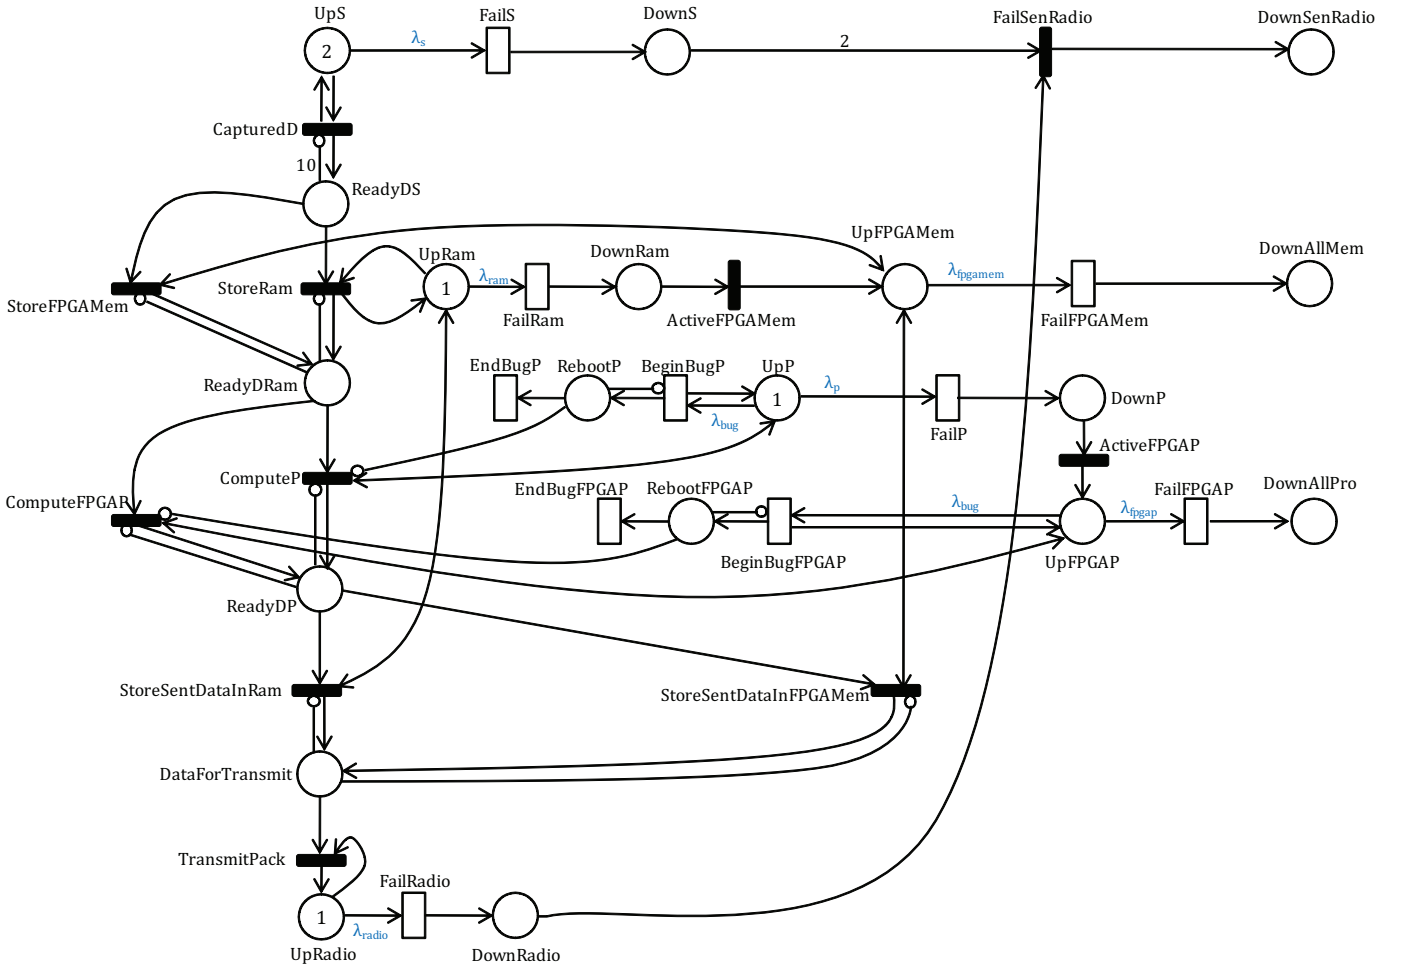 UpS
FailS
DownS
FailSenRadio
DownSenRadio
λs
2
2
CapturedD
10
ReadyDS
UpFPGAMem
DownAllMem
UpRam
DownRam
λram
λfpgamem
StoreFPGAMem
StoreRam
1
FailRam
ActiveFPGAMem
FailFPGAMem
ReadyDRam
EndBugP
RebootP
BeginBugP
UpP
λp
1
λbug
FailP
DownP
ActiveFPGAP
ComputeP
ComputeFPGAP
EndBugFPGAP
RebootFPGAP
λbug
FailFPGAP
DownAllPro
λfpgap
BeginBugFPGAP
UpFPGAP
ReadyDP
StoreSentDataInRam
StoreSentDataInFPGAMem
DataForTransmit
TransmitPack
FailRadio
1
λradio
UpRadio
DownRadio